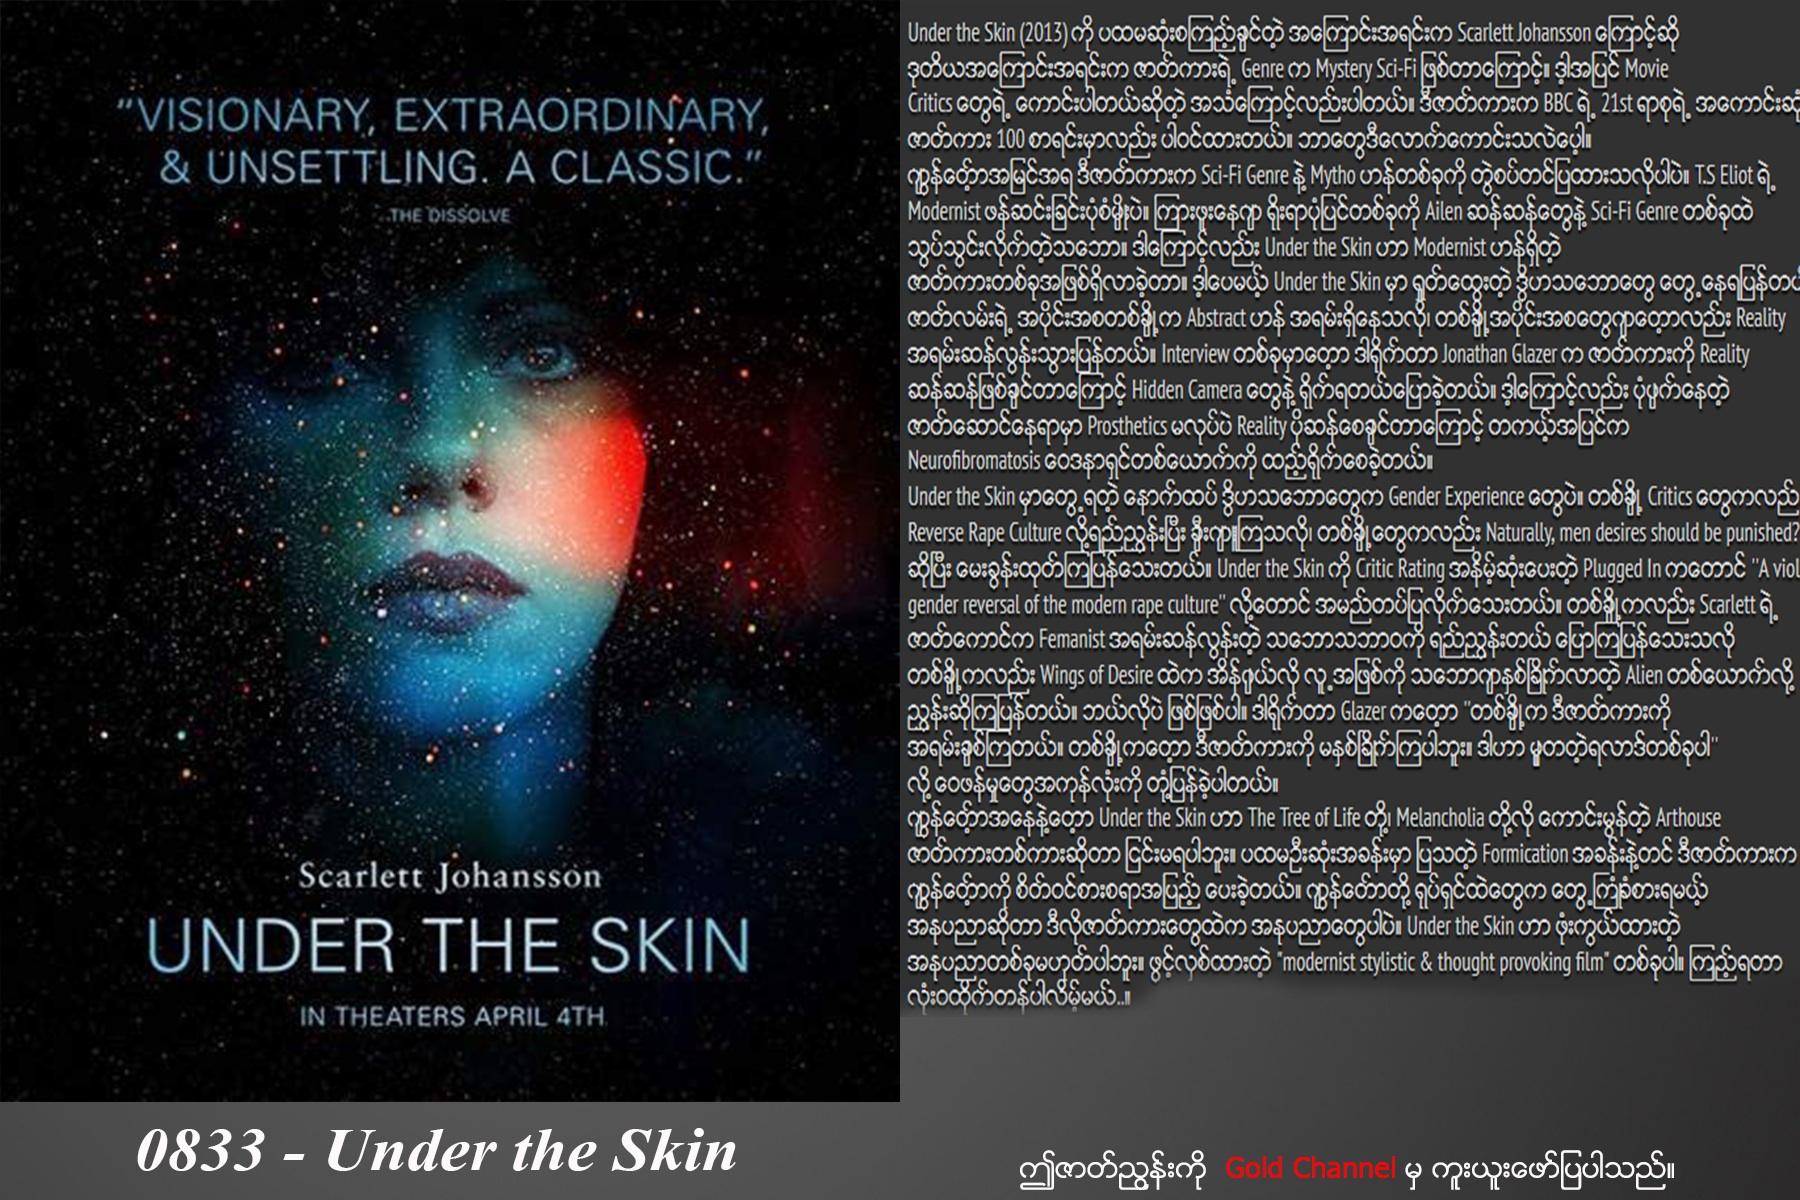 "VISIONARY, EXTRAORDINARY,
& UNSETTLING. A CLASSIC."
THE DISSOLVE
Scarlett Johansson
UNDER THE SKIN
IN THEATERS APRIL 4TH
0833 - Under the Skin
Under the Skin (2013) ကို ပထမဆုံးစကြည့်ချင်တဲ့ အကြောင်းအရင်းက Scarlett Johansson ကြောင့်ဆို
ဒုတိယအကြောင်းအရင်းက ဇာတ်ကားရဲ့ Genre က Mystery Sci-Fi ဖြစ်တာကြောင့်။ ဒ့ါအပြင် Movie
Critics တွေရဲ့ ကောင်းပါတယ်ဆိုတဲ့ အသံကြောင့်လည်းပါတယ်။ ဒီဇာတ်ကားက BBC ရဲ့ 21st ရာစုရဲ့ အကောင်းဆုံ
ဇာတ်ကား 100 စာရင်းမှာလည်း ပါဝင်ထားတယ်။ ဘာတွေဒီလောက်ကောင်းသလဲပေါ့။
ကျွန်တော့်အမြင်အရ ဒီဇာတ်ကားက Sci-Fi Genre နဲ့ Mytho ဟန်တစ်ခုကို တွဲစပ်တင်ပြထားသလိုပါပဲ။ T.S Eliot ရဲ့
Modernist ဖန်ဆင်းခြင်းပုံစံမျိုးပဲ။ ကြားဖူးနေကျ ရိုးရာပုံပြင်တစ်ခုကို Ailen ဆန်ဆန်တွေနဲ့ Sci-Fi Genre တစ်ခုထဲ
သွပ်သွင်းလိုက်တဲ့သဘော။ ဒါကြောင့်လည်း Under the Skin ဟာ Modernist ဟန်ရှိတဲ့
ဇာတ်ကားတစ်ခုအဖြစ်ရှိလာခဲ့တာ။ ဒ့ါပေမယ့် Under the Skin မှာ ရှုတ်ထွေးတဲ့ ဒွိဟသဘောတွေ တွေ့နေရပြန်တယ်
ဇာတ်လမ်းရဲ့ အပိုင်းအစတစ်ချို့က Abstract ဟန် အရမ်းရှိနေသလို၊ တစ်ချို့အပိုင်းအစတွေကျတော့လည်း Reality
အရမ်းဆန်လွန်းသွားပြန်တယ်။ Interview တစ်ခုမှာတော့ ဒါရိုက်တာ Jonathan Glazer က ဇာတ်ကားကို Reality
ဆန်ဆန်ဖြစ်ချင်တာကြောင့် Hidden Camera တွေနဲ့ ရိုက်ရတယ်ပြောခဲ့တယ်။ ဒ့ါကြောင့်လည်း ပုံဖျက်နေတဲ့
ဇာတ်ဆောင်နေရာမှာ Prosthetics မလုပ်ပဲ Reality ပိုဆန်စေချင်တာကြောင့် တကယ့်အပြင်က
Neurofibromatosis ဝေဒနာရှင်တစ်ယောက်ကို ထည့်ရိုက်စေခဲ့တယ်။
Under the Skin မှာတွေ့ရတဲ့ နောက်ထပ် ဒွိဟသဘောတွေက Gender Experience တွေပဲ။ တစ်ချို့ Critics တွေကလည်
Reverse Rape Culture လို့ရည်ညွှန်းပြီး ချီးကျူးကြသလို၊ တစ်ချို့တွေကလည်း Naturally, men desires should be punished?
ဆိုပြီး မေးခွန်းထုတ်ကြပြန်သေးတယ်။ Under the Skin ကို Critic Rating အနိမ့်ဆုံးပေးတဲ့ Plugged In ကတောင် "A viol
gender reversal of the modern rape culture" လို့တောင် အမည်တပ်ပြလိုက်သေးတယ်။ တစ်ချို့ကလည်း Scarlett ရဲ့
ဇာတ်ကောင်က Femanist အရမ်းဆန်လွန်းတဲ့ သဘောသဘာဝကို ရည်ညွှန်းတယ် ပြောကြပြန်သေးသလို
တစ်ချို့ကလည်း Wings of Desire ထဲက အိန်ဂျယ်လို လူ့အဖြစ်ကို သဘောကျနှစ်ခြိုက်လာတဲ့ Alien တစ်ယောက်လို့
ညွှန်းဆိုကြပြန်တယ်။ ဘယ်လိုပဲ ဖြစ်ဖြစ်ပါ။ ဒါရိုက်တာ Glazer ကတော့ "တစ်ချို့က ဒီဇာတ်ကားကို
အရမ်းချစ်ကြတယ်။ တစ်ချို့ကတော့ ဒီဇာတ်ကားကို မနှစ်ခြိုက်ကြပါဘူး။ ဒါဟာ မျှတတဲ့ရလာဒ်တစ်ခုပါ"
လို့ ဝေဖန်မှုတွေအကုန်လုံးကို တုံ့ပြန်ခဲ့ပါတယ်။
ကျွန်တော့်အနေနဲ့တော့ Under the Skin ဟာ The Tree of Life တို့၊ Melancholia တို့လို ကောင်းမွန်တဲ့ Arthouse
ဇာတ်ကားတစ်ကားဆိုတာ ငြင်းမရပါဘူး။ ပထမဦးဆုံးအခန်းမှာ ပြသတဲ့ Formication အခန်းနဲ့တင် ဒီဇာတ်ကားက
ကျွန်တော့်ကို စိတ်ဝင်စားစရာအပြည့် ပေးခဲ့တယ်။ ကျွန်တော်တို့ ရုပ်ရှင်ထဲတွေက တွေ့ကြုံခံစားရမယ့်
အနုပညာဆိုတာ ဒီလိုဇာတ်ကားတွေထဲက အနုပညာတွေပါပဲ။ Under the Skin ဟာ ဖုံးကွယ်ထားတဲ့
အနုပညာတစ်ခုမဟုတ်ပါဘူး။ ဖွင့်လှစ်ထားတဲ့ "modernist stylistic & thought provoking film" တစ်ခုပါ။ ကြည့်ရတာ
လုံးဝထိုက်တန်ပါလိမ့်မယ်..။
ဤဇာတ်ညွှန်းကို Gold Channel မှ ကူးယူးဖော်ပြပါသည်။